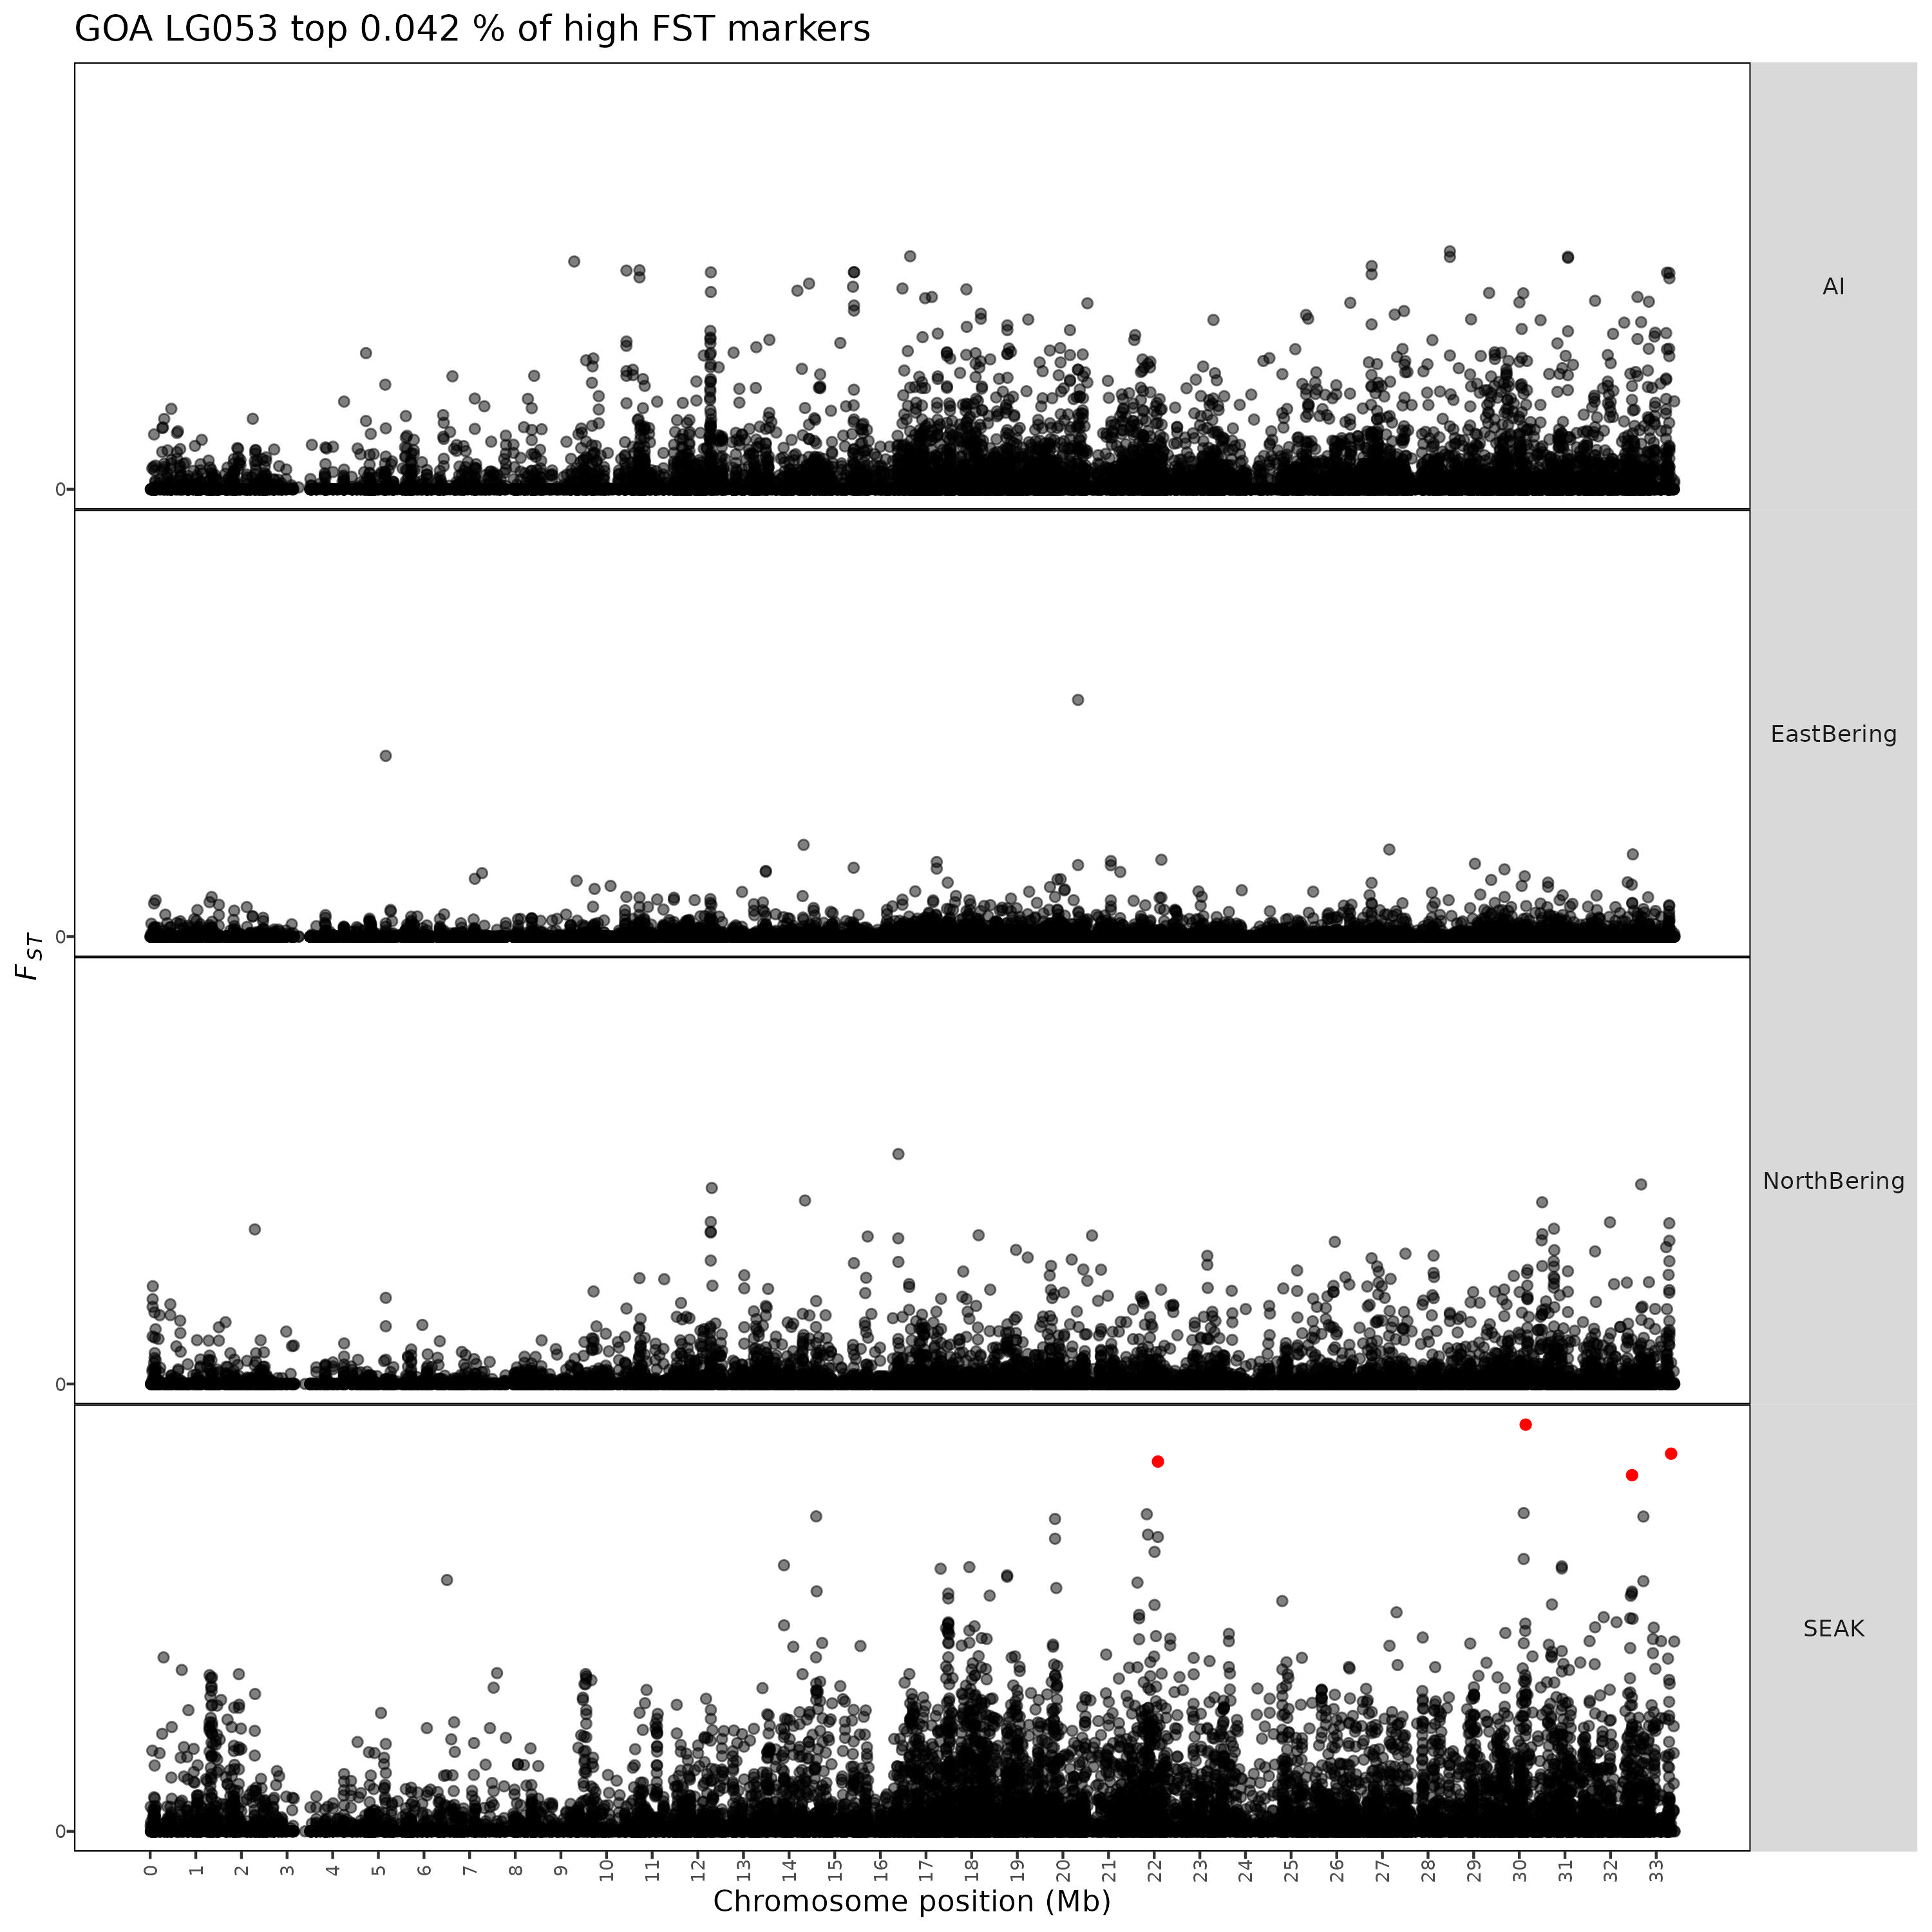 GOA LG053 top 0.042 % of high FST markers
0
AI
0
EastBering
0
NorthBering
0
SEAK
FST
0 1 2 3 4 5 6 7 8 9 10 11 12 13 14 15 16 17 18 19 20 21 22 23 24 25 26 27 28 29 30 31 32 33
Chromosome position (Mb)